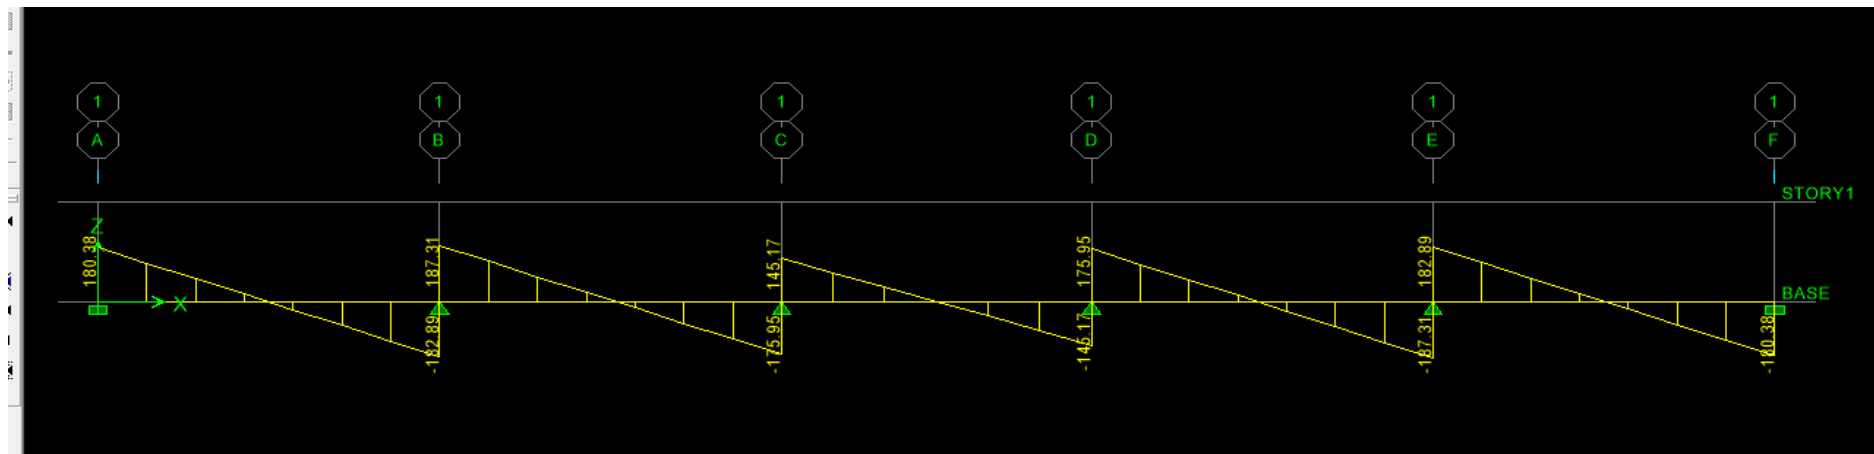 1 1 1 1 1 1
A B C D E F
STORY1
Z
180.38 187.31 145.17 175.95 182.89
BASE
X
-182.89 -175.95 -145.17 -187.31 -180.38